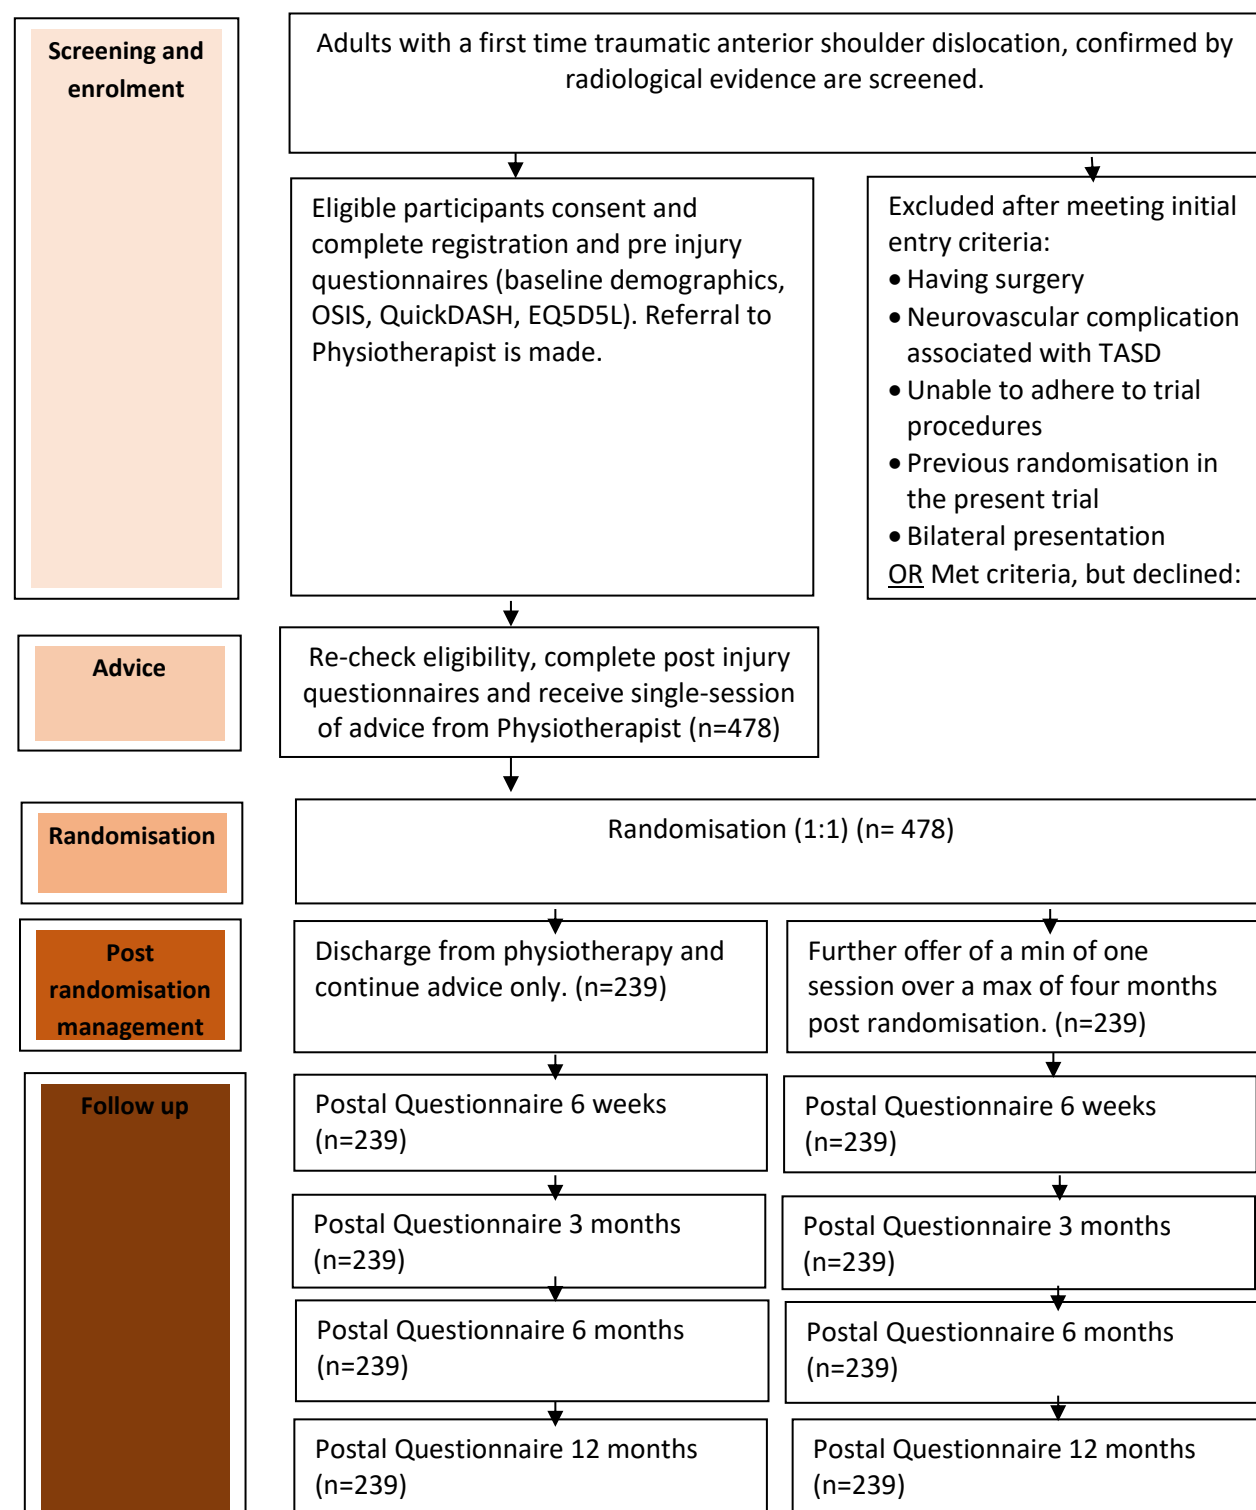 Screening and
enrolment
Adults with a first time traumatic anterior shoulder dislocation, confirmed by
radiological evidence are screened.
Eligible participants consent and
complete registration and pre injury
questionnaires (baseline demographics,
OSIS, QuickDASH, EQ5D5L). Referral to
Physiotherapist is made.
Excluded after meeting initial
entry criteria:
• Having surgery
• Neurovascular complication
associated with TASD
• Unable to adhere to trial
procedures
• Previous randomisation in
the present trial
• Bilateral presentation
OR Met criteria, but declined:
Advice
Re-check eligibility, complete post injury
questionnaires and receive single-session
of advice from Physiotherapist (n=478)
Randomisation
Randomisation (1:1) (n= 478)
Post
randomisation
management
Discharge from physiotherapy and
continue advice only. (n=239)
Further offer of a min of one
session over a max of four months
post randomisation. (n=239)
Follow up
Postal Questionnaire 6 weeks
(n=239)
Postal Questionnaire 6 weeks
(n=239)
Postal Questionnaire 3 months
(n=239)
Postal Questionnaire 3 months
(n=239)
Postal Questionnaire 6 months
(n=239)
Postal Questionnaire 6 months
(n=239)
Postal Questionnaire 12 months
(n=239)
Postal Questionnaire 12 months
(n=239)